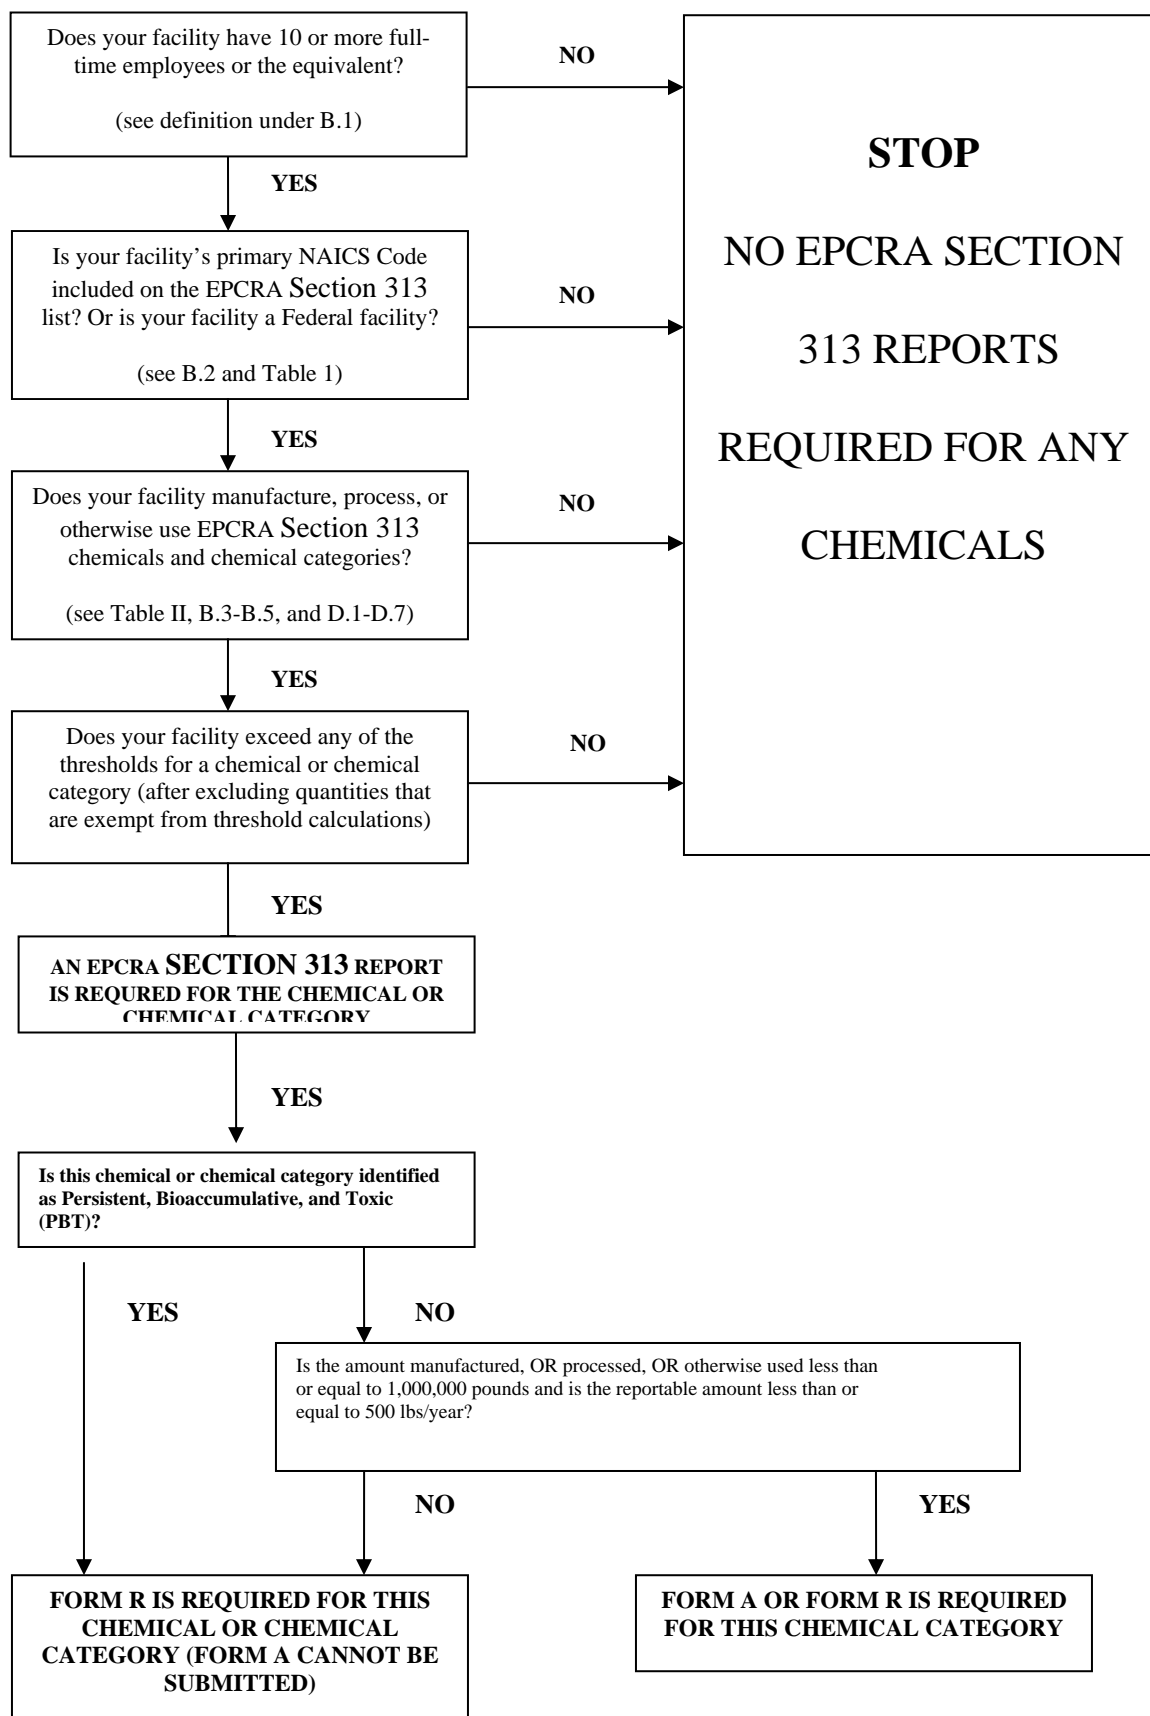 Does your facility have 10 or more full-
time employees or the equivalent?
(see definition under B.1)
NO
STOP
NO EPCRA SECTION
313 REPORTS
REQUIRED FOR ANY
CHEMICALS
YES
Is your facility’s primary NAICS Code
included on the EPCRA Section 313
list? Or is your facility a Federal facility?
(see B.2 and Table 1)
NO
YES
Does your facility manufacture, process, or
otherwise use EPCRA Section 313
chemicals and chemical categories?
(see Table II, B.3-B.5, and D.1-D.7)
NO
YES
Does your facility exceed any of the
thresholds for a chemical or chemical
category (after excluding quantities that
are exempt from threshold calculations)
NO
YES
AN EPCRA SECTION 313 REPORT
IS REQURED FOR THE CHEMICAL OR
CHEMICAL CATEGORY
YES
Is this chemical or chemical category identified
as Persistent, Bioaccumulative, and Toxic
(PBT)?
YES
NO
Is the amount manufactured, OR processed, OR otherwise used less than
or equal to 1,000,000 pounds and is the reportable amount less than or
equal to 500 lbs/year?
NO
YES
FORM R IS REQUIRED FOR THIS
CHEMICAL OR CHEMICAL
CATEGORY (FORM A CANNOT BE
SUBMITTED)
FORM A OR FORM R IS REQUIRED
FOR THIS CHEMICAL CATEGORY